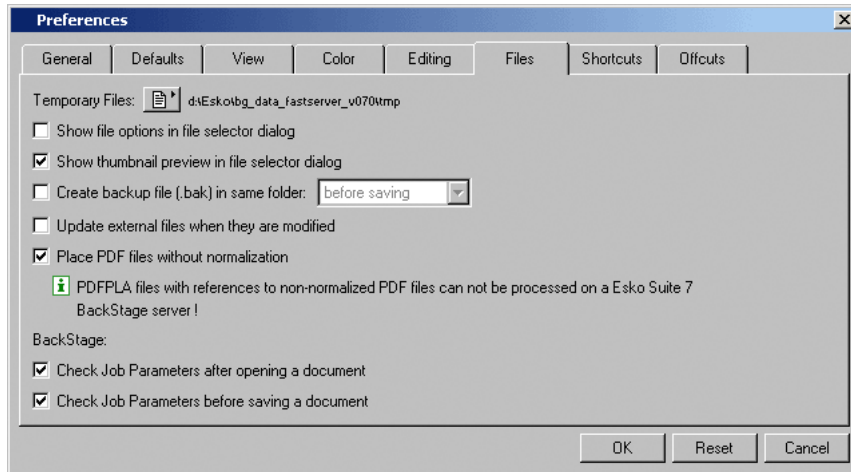 Preferences
General Defaults View Color Editing Files Shortcuts Offcuts
Temporary Files: d:\Esko\bg_data_fastserver_v070\tmp
Show file options in file selector dialog
Show thumbnail preview in file selector dialog
Create backup file (.bak) in same folder: before saving
Update external files when they are modified
Place PDF files without normalization
PDFPLA files with references to non-normalized PDF files can not be processed on a Esko Suite 7
BackStage server !
BackStage:
Check Job Parameters after opening a document
Check Job Parameters before saving a document
OK Reset Cancel